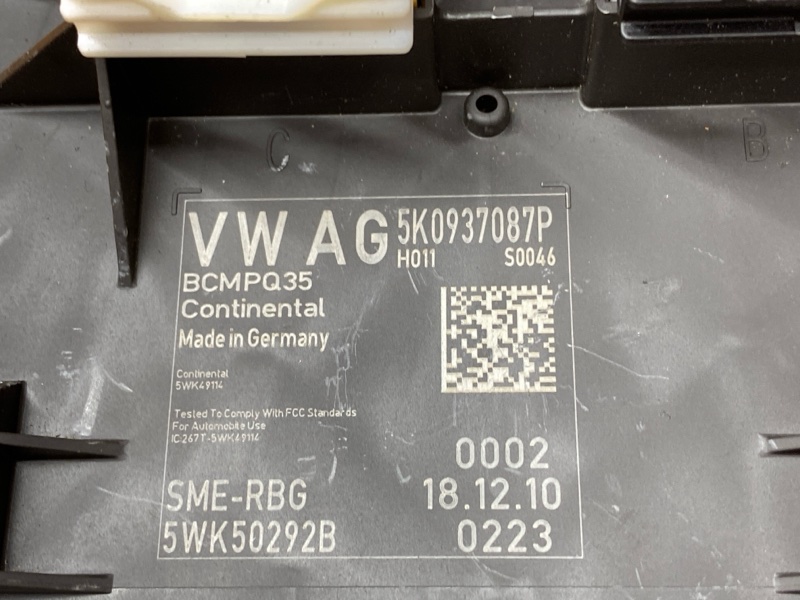 C
B
VW AG 5K0937087P
H011 S0046
BCMPQ35
Continental
Made in Germany
Continental
5WK49114
Tested To Comply With FCC Standards
For Automobile Use
IC:267T-5WK49114
0002
SME-RBG 18.12.10
5WK50292B 0223